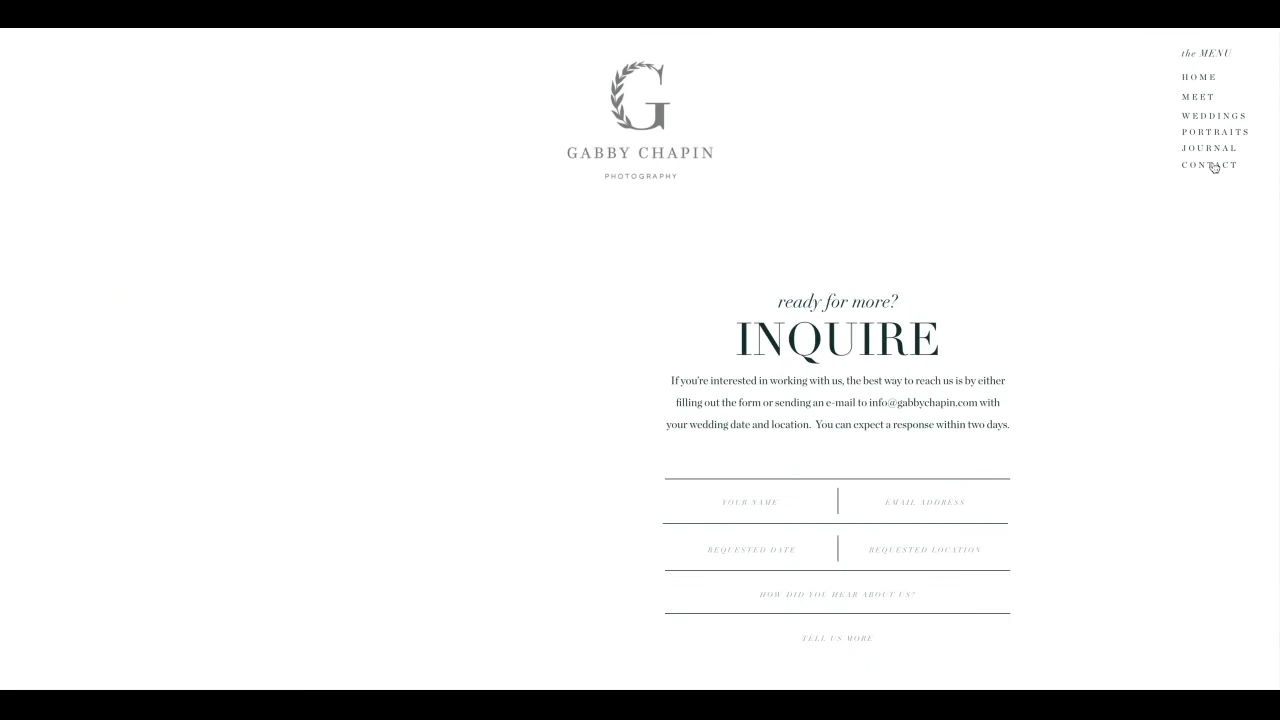 the MENU
HOME
MEET
WEDDINGS
PORTRAITS
JOURNAL
CONTACT
G
GABBY CHAPIN
PHOTOGRAPHY
ready for more?
INQUIRE
If you're interested in working with us, the best way to reach us is by either
filling out the form or sending an e-mail to info@gabbychapin.com with
your wedding date and location. You can expect a response within two days.
YOUR NAME
EMAIL ADDRESS
REQUESTED DATE
REQUESTED LOCATION
HOW DID YOU HEAR ABOUT US?
TELL US MORE